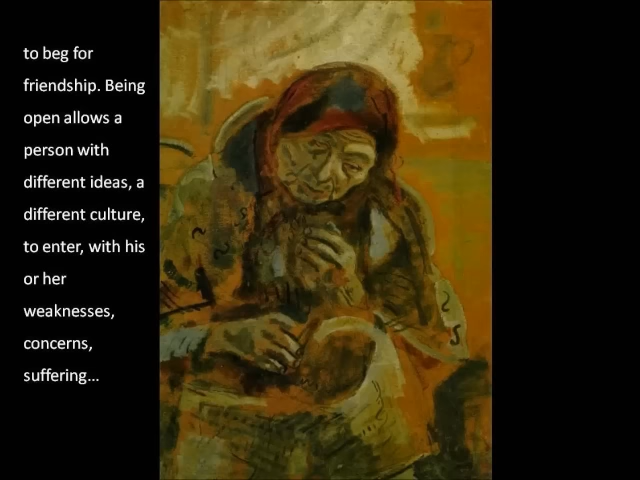 to beg for
friendship. Being
open allows a
person with
different ideas, a
different culture,
to enter, with his
or her
weaknesses,
concerns,
suffering...